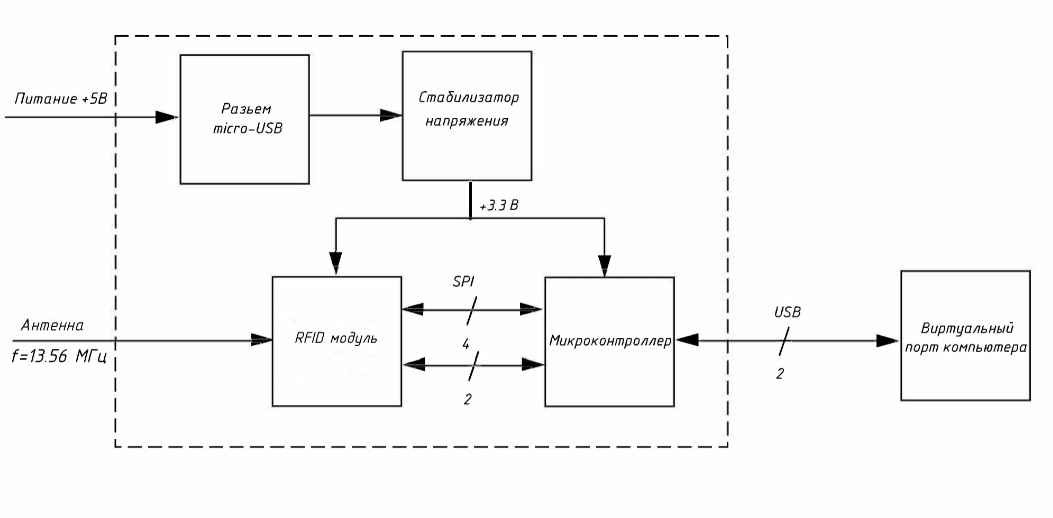 Питание +5В
Разьем
micro-USB
Стабилизатор
напряжения
+3.3 В
SPI
4
2
Антенна
f=13.56 МГц
RFID модуль
Микроконтроллер
USB
2
Виртуальный
порт компьютера